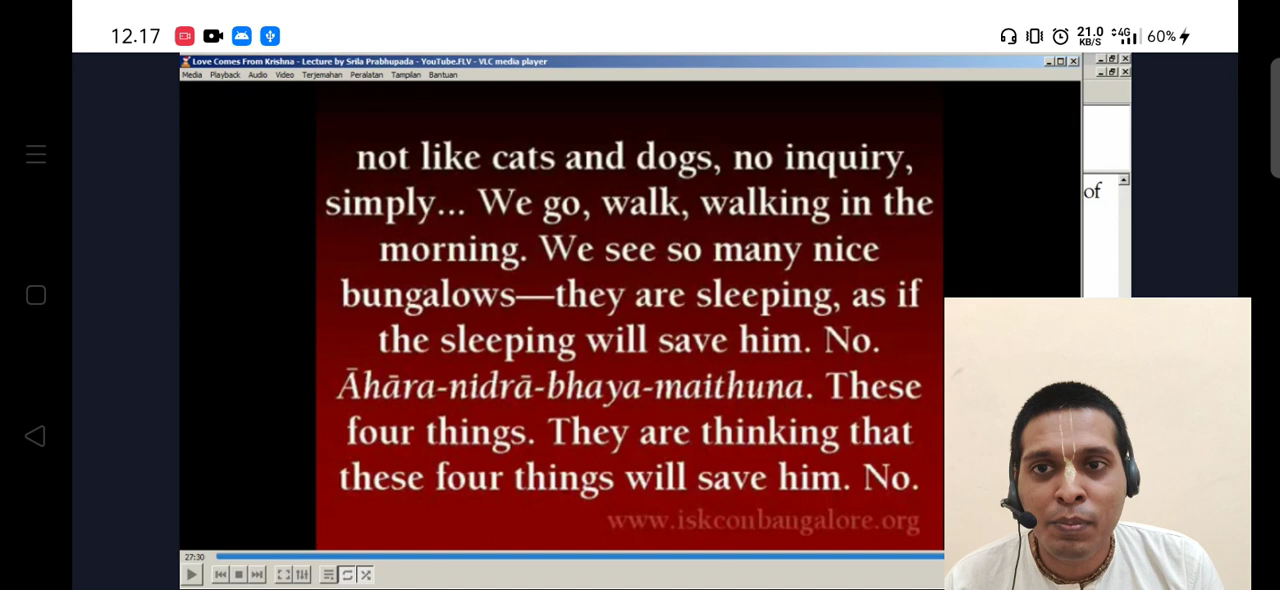 12.17
21.0
KB/S
4G
60%
Love Comes From Krishna - Lecture by Srila Prabhupada - YouTube.FLV - VLC media player
Media Playback Audio Video Terjemahan Peralatan Tampilan Bantuan
not like cats and dogs, no inquiry,
simply... We go, walk, walking in the
morning. We see so many nice
bungalows—they are sleeping, as if
the sleeping will save him. No.
Āhāra-nidrā-bhaya-maithuna. These
four things. They are thinking that
these four things will save him. No.
www.iskconbangalore.org
of
27:30